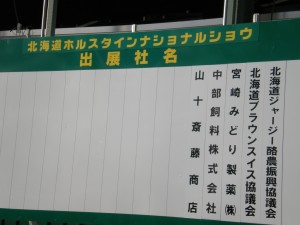 北海道ホルスタインナショナルショウ
出展社名
北海道ジャージー酪農振興協議会
北海道ブラウンスイス協議会
宮崎みどり製薬㈱
中部飼料株式会社
山十斎藤商店